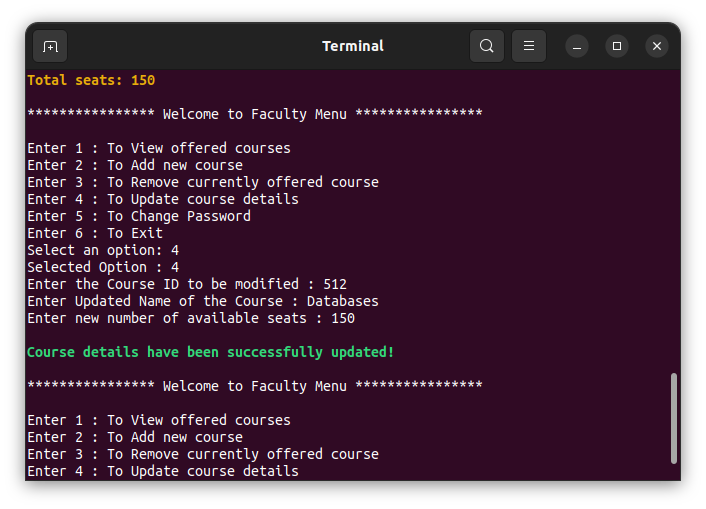 Terminal
Total seats: 150
**************** Welcome to Faculty Menu ****************
Enter 1 : To View offered courses
Enter 2 : To Add new course
Enter 3 : To Remove currently offered course
Enter 4 : To Update course details
Enter 5 : To Change Password
Enter 6 : To Exit
Select an option: 4
Selected Option : 4
Enter the Course ID to be modified : 512
Enter Updated Name of the Course : Databases
Enter new number of available seats : 150
Course details have been successfully updated!
**************** Welcome to Faculty Menu ****************
Enter 1 : To View offered courses
Enter 2 : To Add new course
Enter 3 : To Remove currently offered course
Enter 4 : To Update course details